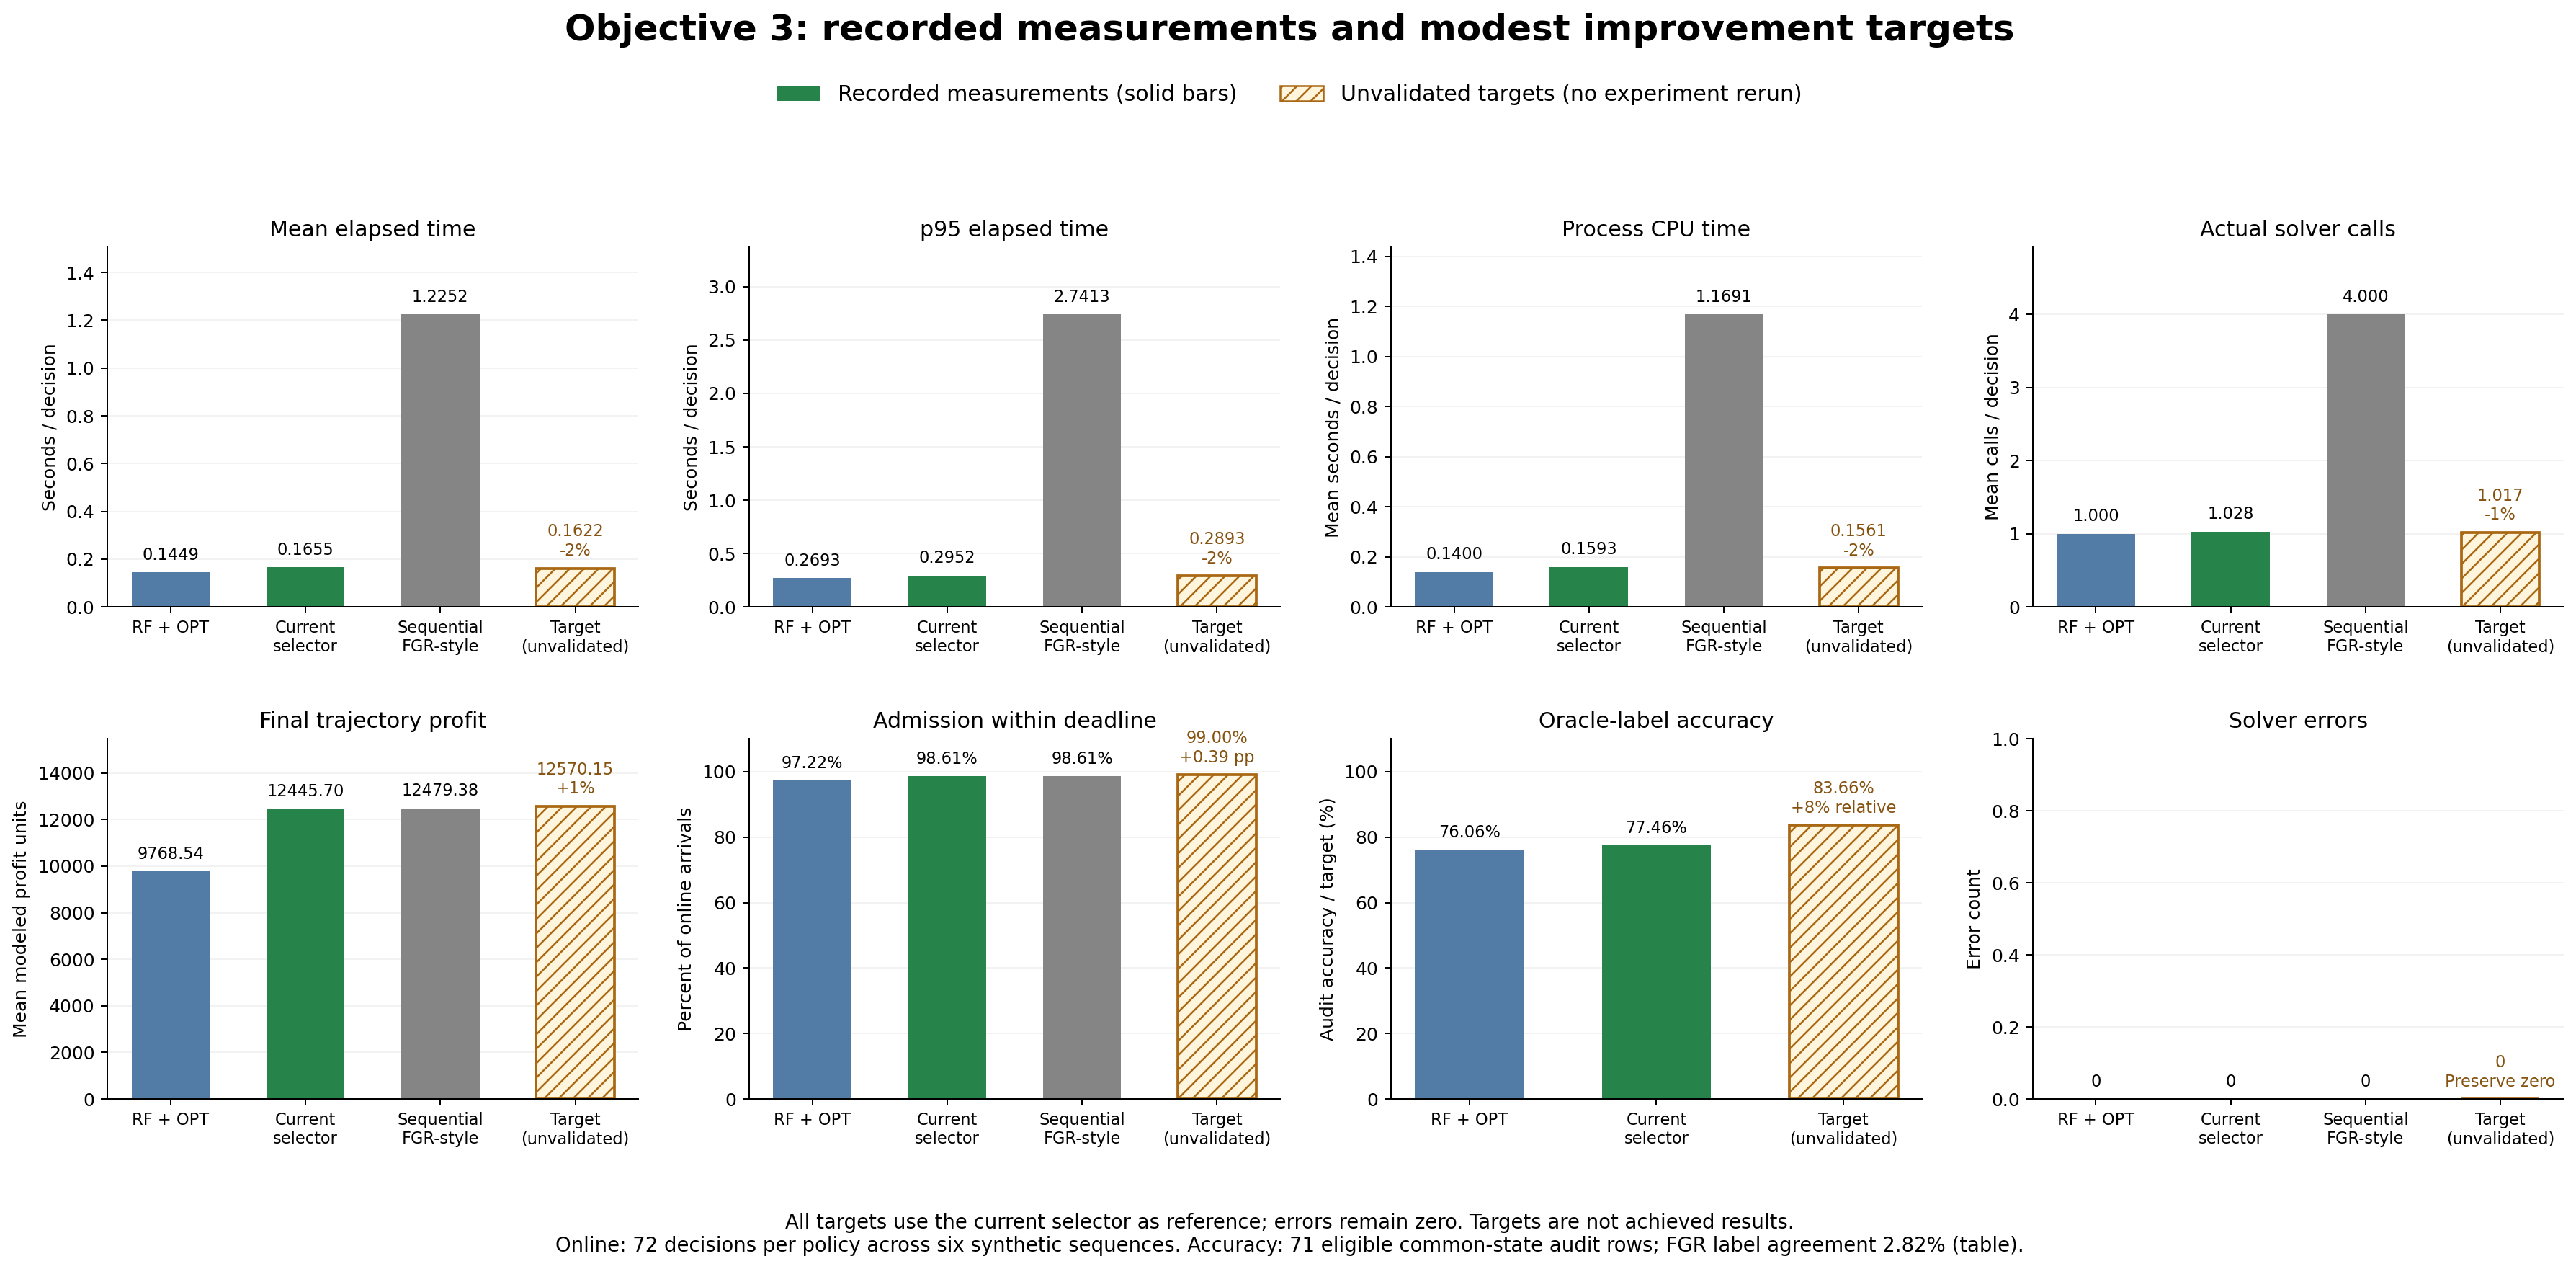 Objective 3: recorded measurements and modest improvement targets
Recorded measurements (solid bars)
Unvalidated targets (no experiment rerun)
Mean elapsed time
Seconds / decision
1.4
1.2
1.0
0.8
0.6
0.4
0.2
0.0
0.1449
0.1655
1.2252
0.1622
-2%
RF + OPT
Current
selector
Sequential
FGR-style
Target
(unvalidated)
p95 elapsed time
Seconds / decision
3.0
2.5
2.0
1.5
1.0
0.5
0.0
0.2693
0.2952
2.7413
0.2893
-2%
RF + OPT
Current
selector
Sequential
FGR-style
Target
(unvalidated)
Process CPU time
Mean seconds / decision
1.4
1.2
1.0
0.8
0.6
0.4
0.2
0.0
0.1400
0.1593
1.1691
0.1561
-2%
RF + OPT
Current
selector
Sequential
FGR-style
Target
(unvalidated)
Actual solver calls
Mean calls / decision
4
3
2
1
0
1.000
1.028
4.000
1.017
-1%
RF + OPT
Current
selector
Sequential
FGR-style
Target
(unvalidated)
Final trajectory profit
Mean modeled profit units
14000
12000
10000
8000
6000
4000
2000
0
9768.54
12445.70
12479.38
12570.15
+1%
RF + OPT
Current
selector
Sequential
FGR-style
Target
(unvalidated)
Admission within deadline
Percent of online arrivals
100
80
60
40
20
0
97.22%
98.61%
98.61%
99.00%
+0.39 pp
RF + OPT
Current
selector
Sequential
FGR-style
Target
(unvalidated)
Oracle-label accuracy
Audit accuracy / target (%)
100
80
60
40
20
0
76.06%
77.46%
83.66%
+8% relative
RF + OPT
Current
selector
Target
(unvalidated)
Solver errors
Error count
1.0
0.8
0.6
0.4
0.2
0.0
0
0
0
0
Preserve zero
RF + OPT
Current
selector
Sequential
FGR-style
Target
(unvalidated)
All targets use the current selector as reference; errors remain zero. Targets are not achieved results.
Online: 72 decisions per policy across six synthetic sequences. Accuracy: 71 eligible common-state audit rows; FGR label agreement 2.82% (table).